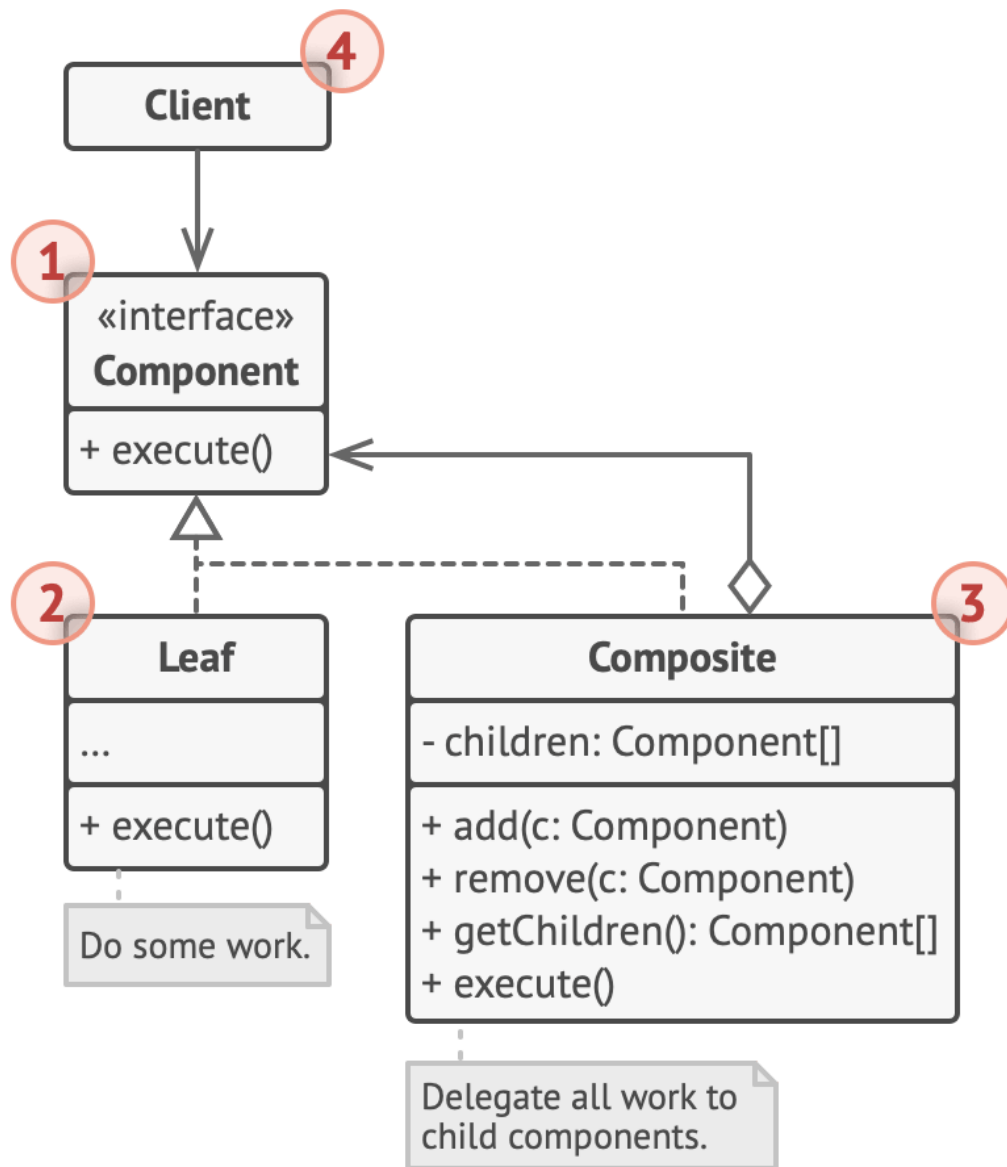 4
Client
1
«interface»
Component
+ execute()
2
Leaf
...
+ execute()
Do some work.
3
Composite
- children: Component[]
+ add(c: Component)
+ remove(c: Component)
+ getChildren(): Component[]
+ execute()
Delegate all work to
child components.